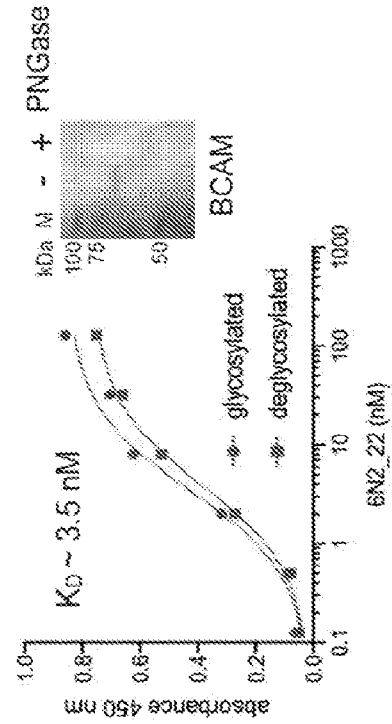 kDa M - + PNGase
100
75
50
BCAM
K_D ~ 3.5 nM
absorbance 450 nm
1.0
0.8
0.6
0.4
0.2
0.0
glycosylated
deglycosylated
0.1 1 10 100 1000
BN2_22 (nM)